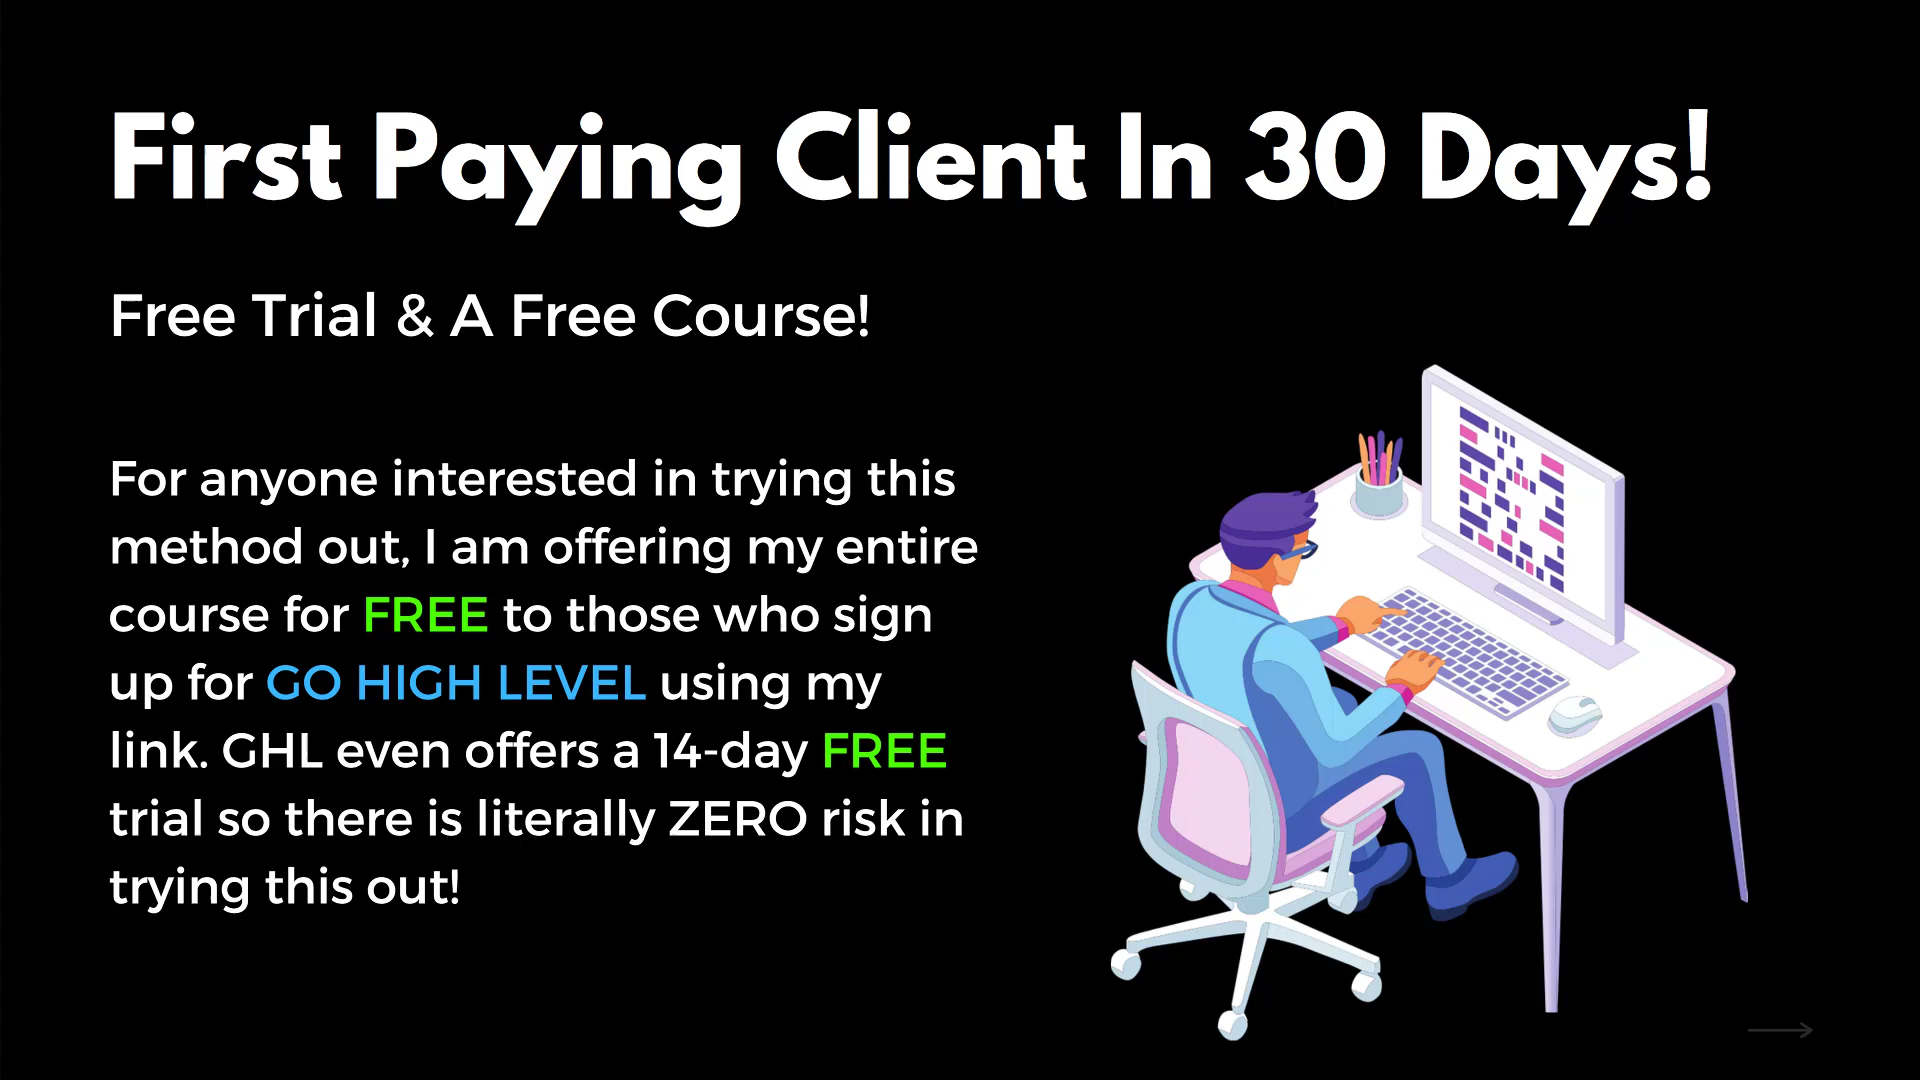 First Paying Client In 30 Days!
Free Trial & A Free Course!
For anyone interested in trying this
method out, I am offering my entire
course for FREE to those who sign
up for GO HIGH LEVEL using my
link. GHL even offers a 14-day FREE
trial so there is literally ZERO risk in
trying this out!